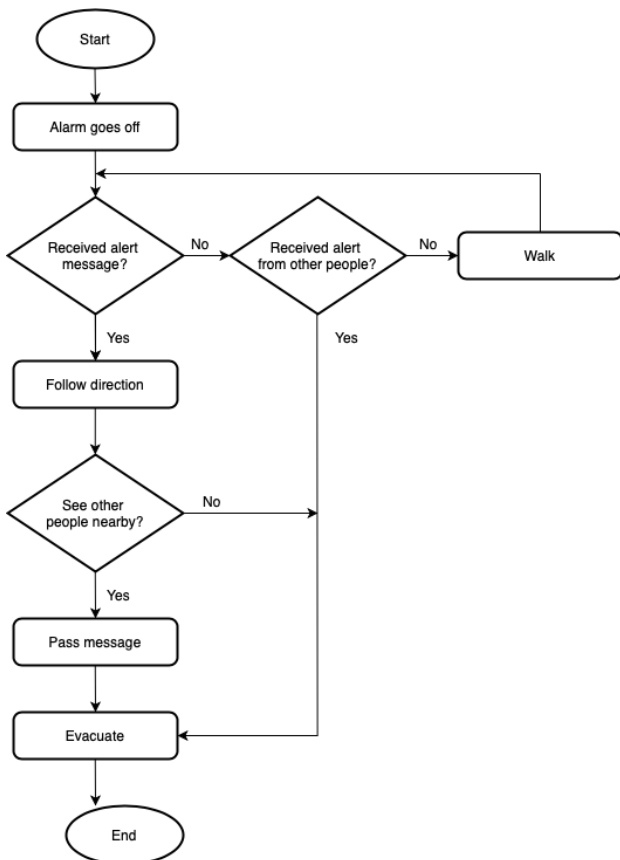 Start
Alarm goes off
Received alert
message?
No
Received alert
from other people?
No
Walk
Yes
Yes
Follow direction
See other
people nearby?
No
Yes
Pass message
Evacuate
End